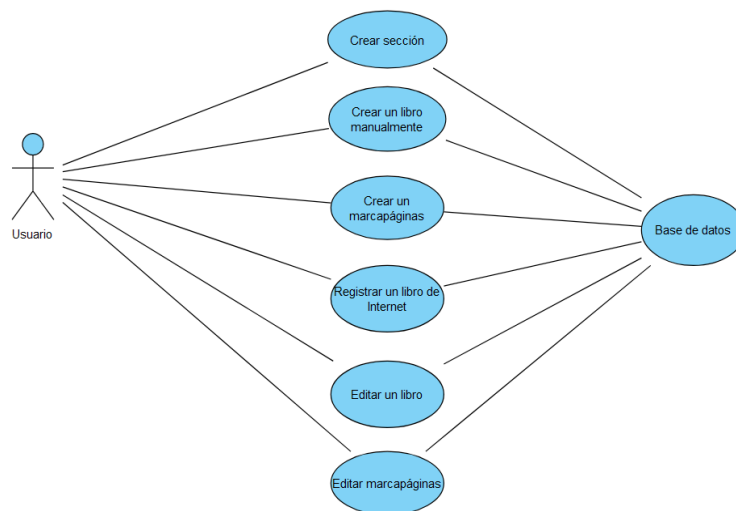 Crear sección
Crear un libro
manualmente
Crear un
marcapáginas
Usuario
Base de datos
Registrar un libro de
Internet
Editar un libro
Editar marcapáginas